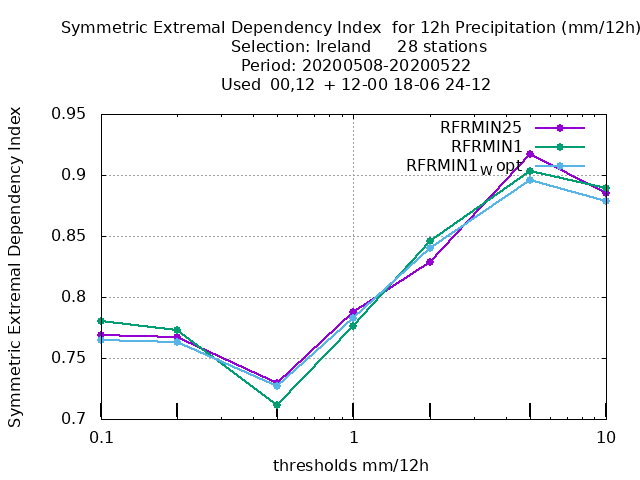 Symmetric Extremal Dependency Index  for 12h Precipitation (mm/12h)
Selection: Ireland     28 stations
Period: 20200508-20200522
Used  00,12  + 12-00 18-06 24-12
Symmetric Extremal Dependency Index
0.95
0.9
0.85
0.8
0.75
0.7
RFRMIN25
RFRMIN1
RFRMIN1W opt
0.1
1
10
thresholds mm/12h